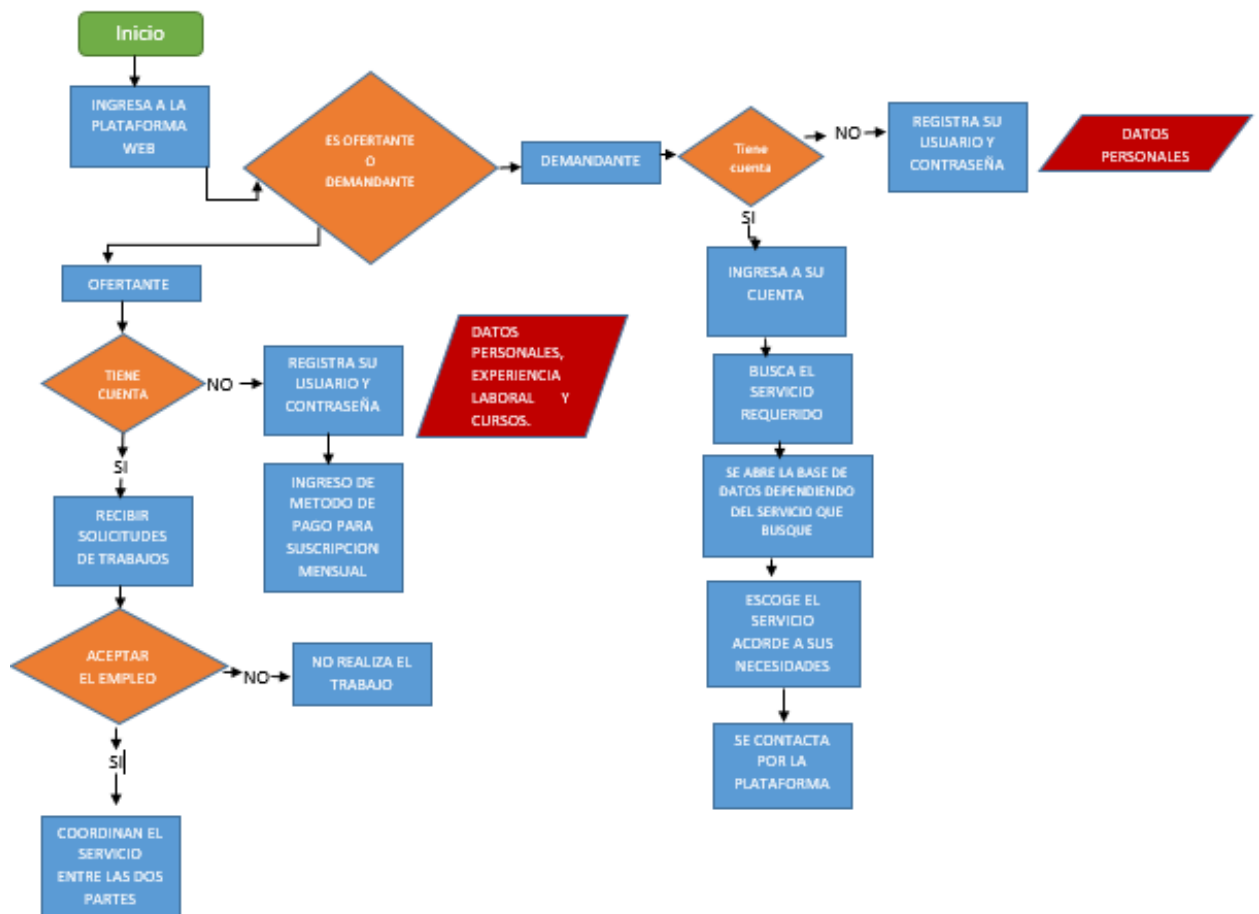 Inicio
INGRESA A LA
PLATAFORMA
WEB
ES OFERTANTE
O
DEMANDANTE
DEMANDANTE
Tiene
cuenta
NO
REGISTRA SU
USUARIO Y
CONTRASEÑA
DATOS
PERSONALES
SI
INGRESA A SU
CUENTA
BUSCA EL
SERVICIO
REQUERIDO
SE ABRE LA BASE DE
DATOS DEPENDIENDO
DEL SERVICIO QUE
BUSQUE
ESCOGE EL
SERVICIO
ACORDE A SUS
NECESIDADES
SE CONTACTA
POR LA
PLATAFORMA
OFERTANTE
TIENE
CUENTA
NO
REGISTRA SU
USUARIO Y
CONTRASEÑA
DATOS
PERSONALES,
EXPERIENCIA
LABORAL Y
CURSOS.
INGRESO DE
METODO DE
PAGO PARA
SUSCRIPCION
MENSUAL
SI
RECIBIR
SOLICITUDES
DE TRABAJOS
ACEPTAR
EL EMPLEO
NO
NO REALIZA EL
TRABAJO
SI
COORDINAN EL
SERVICIO
ENTRE LAS DOS
PARTES